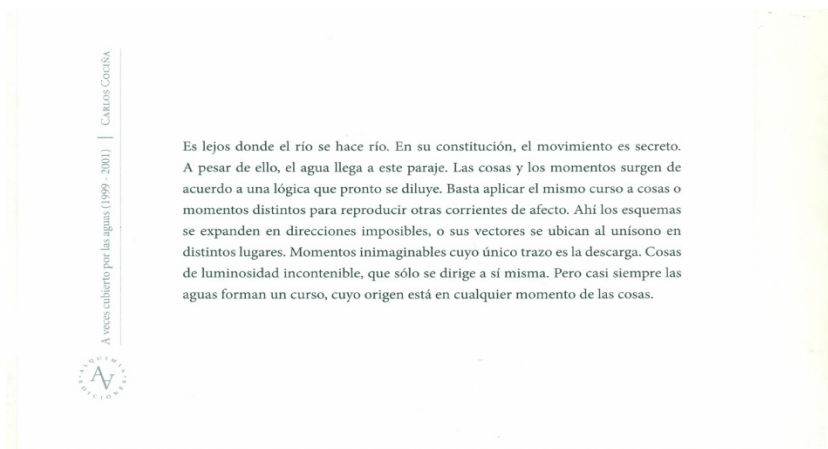 A veces cubierto por las aguas (1999 - 2001) | CARLOS COCIÑA
Es lejos donde el río se hace río. En su constitución, el movimiento es secreto.
A pesar de ello, el agua llega a este paraje. Las cosas y los momentos surgen de
acuerdo a una lógica que pronto se diluye. Basta aplicar el mismo curso a cosas o
momentos distintos para reproducir otras corrientes de afecto. Ahí los esquemas
se expanden en direcciones imposibles, o sus vectores se ubican al unísono en
distintos lugares. Momentos inimaginables cuyo único trazo es la descarga. Cosas
de luminosidad incontenible, que sólo se dirige a sí misma. Pero casi siempre las
aguas forman un curso, cuyo origen está en cualquier momento de las cosas.
ALQUIMIA
EDICIONES